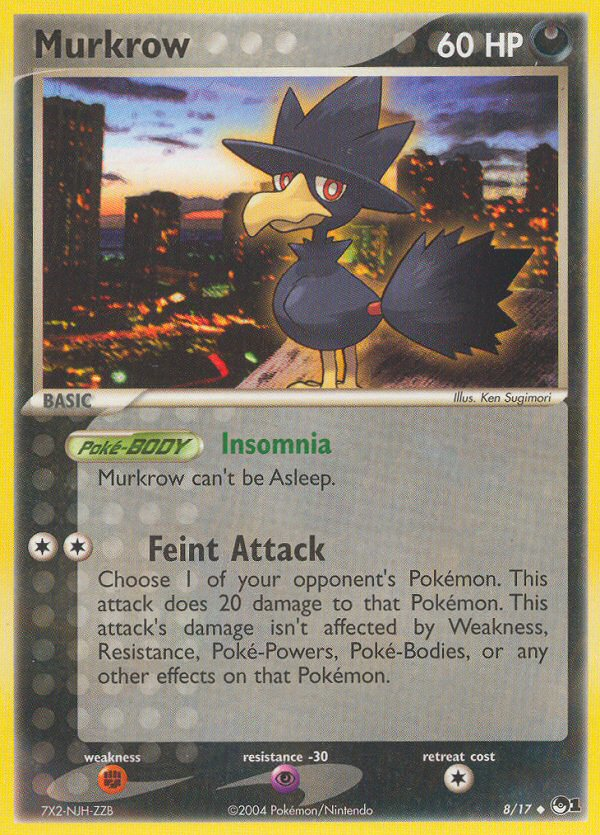 Murkrow
60 HP
BASIC
Illus. Ken Sugimori
Poké-BODY Insomnia
Murkrow can't be Asleep.
Feint Attack
Choose 1 of your opponent's Pokémon. This
attack does 20 damage to that Pokémon. This
attack's damage isn't affected by Weakness,
Resistance, Poké-Powers, Poké-Bodies, or any
other effects on that Pokémon.
weakness
resistance -30
retreat cost
7X2-NJH-ZZB
©2004 Pokémon/Nintendo
8/17
1